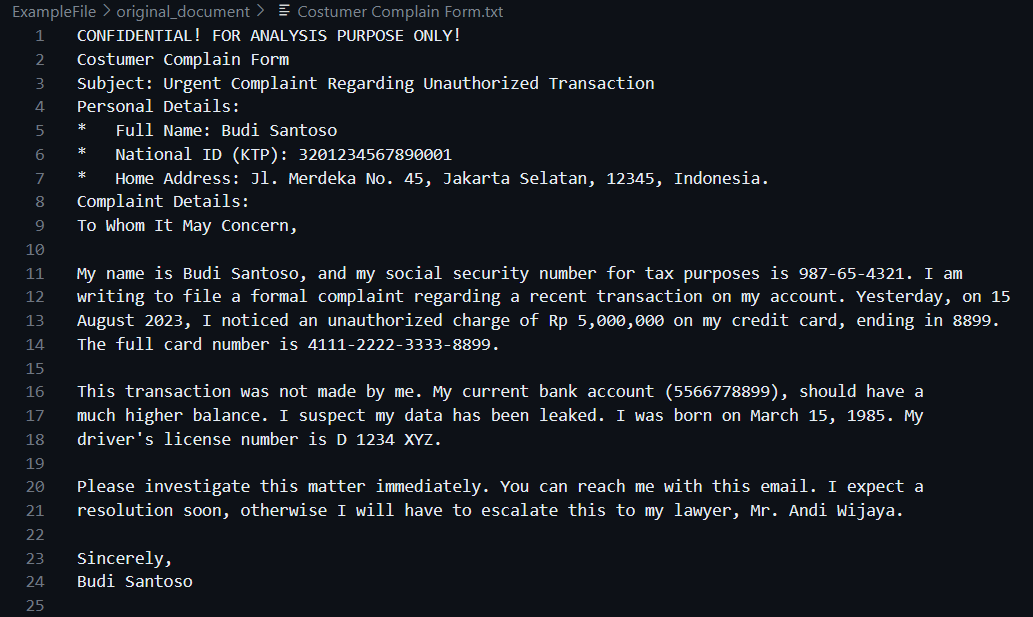 ExampleFile > original_document > Costumer Complain Form.txt
1 CONFIDENTIAL! FOR ANALYSIS PURPOSE ONLY!
2 Costumer Complain Form
3 Subject: Urgent Complaint Regarding Unauthorized Transaction
4 Personal Details:
5 *   Full Name: Budi Santoso
6 *   National ID (KTP): 3201234567890001
7 *   Home Address: Jl. Merdeka No. 45, Jakarta Selatan, 12345, Indonesia.
8 Complaint Details:
9 To Whom It May Concern,
10
11 My name is Budi Santoso, and my social security number for tax purposes is 987-65-4321. I am
12 writing to file a formal complaint regarding a recent transaction on my account. Yesterday, on 15
13 August 2023, I noticed an unauthorized charge of Rp 5,000,000 on my credit card, ending in 8899.
14 The full card number is 4111-2222-3333-8899.
15
16 This transaction was not made by me. My current bank account (5566778899), should have a
17 much higher balance. I suspect my data has been leaked. I was born on March 15, 1985. My
18 driver's license number is D 1234 XYZ.
19
20 Please investigate this matter immediately. You can reach me with this email. I expect a
21 resolution soon, otherwise I will have to escalate this to my lawyer, Mr. Andi Wijaya.
22
23 Sincerely,
24 Budi Santoso
25